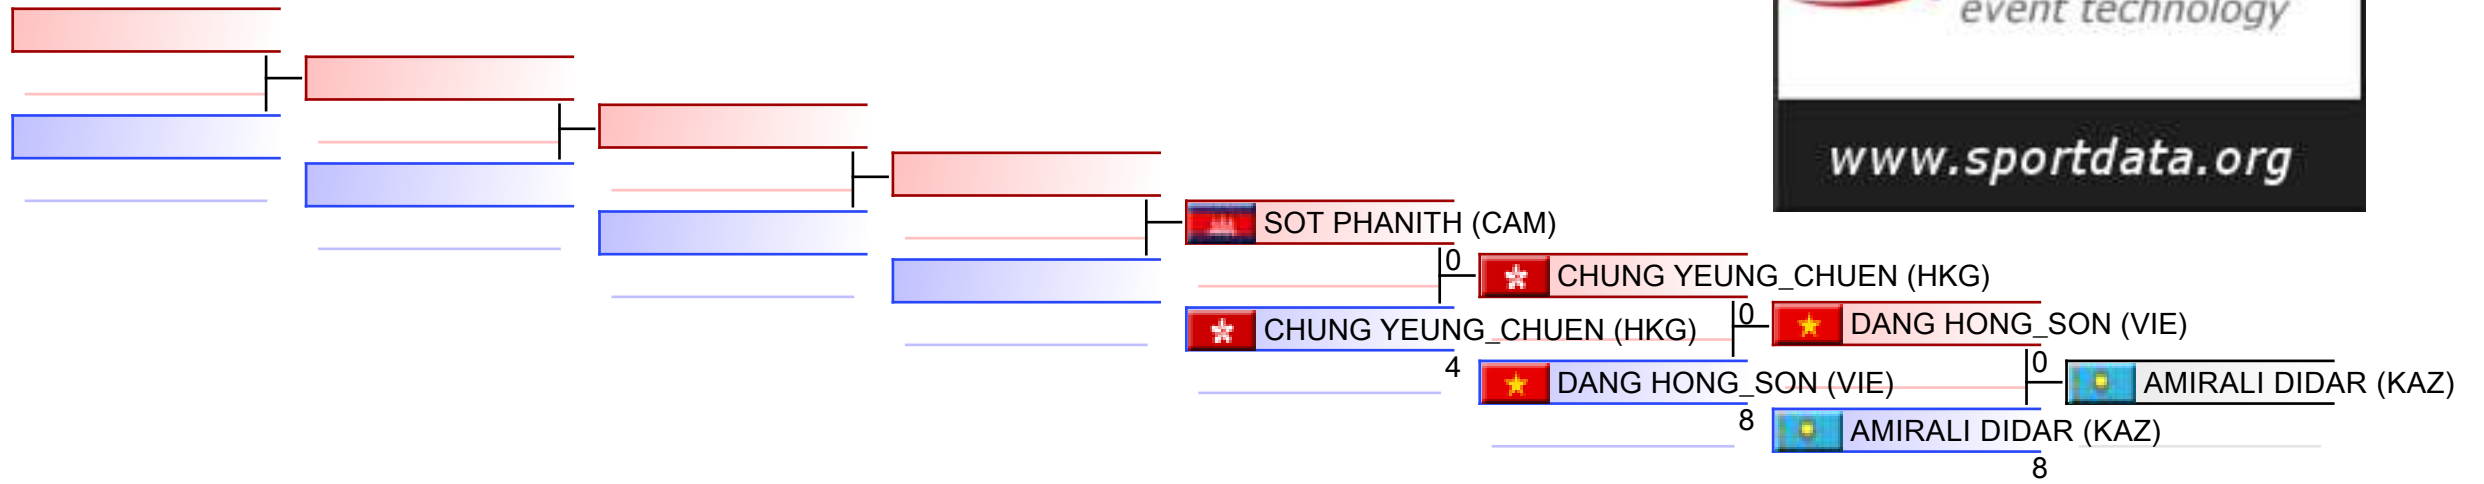 event technology
www.sportdata.org
SOT PHANITH (CAM)
0
CHUNG YEUNG_CHUEN (HKG)
CHUNG YEUNG_CHUEN (HKG)
4
0
DANG HONG_SON (VIE)
DANG HONG_SON (VIE)
8
0
AMIRALI DIDAR (KAZ)
AMIRALI DIDAR (KAZ)
8